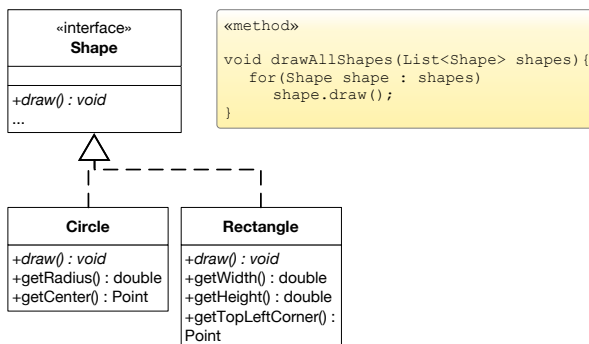 «interface»
Shape
+draw() : void
...
«method»
void drawAllShapes(List<Shape> shapes){
for(Shape shape : shapes)
shape.draw();
}
Circle
+draw() : void
+getRadius() : double
+getCenter() : Point
Rectangle
+draw() : void
+getWidth() : double
+getHeight() : double
+getTopLeftCorner() :
Point